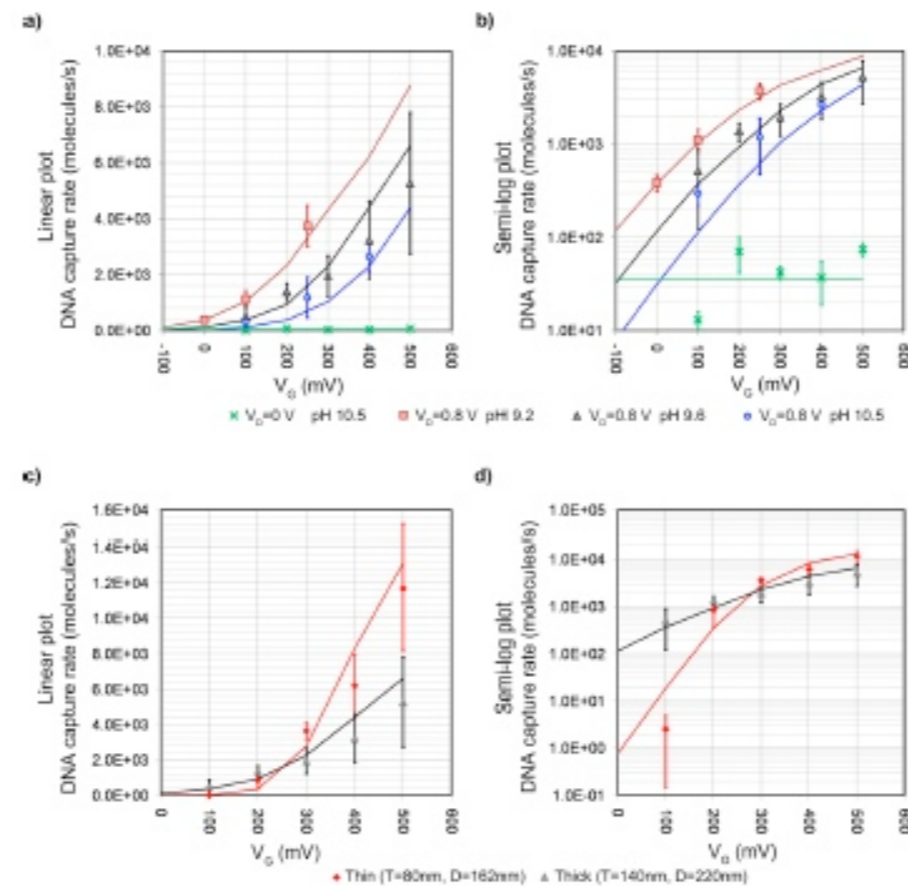 a)
b)
1.0E+04
8.0E+03
6.0E+03
4.0E+03
2.0E+03
0.0E+00
Linear plot
DNA capture rate (molecules/s)
-100
0
100
200
300
400
500
600
V_G (mV)
1.0E+04
1.0E+03
1.0E+02
1.0E+01
Semi-log plot
DNA capture rate (molecules/s)
-100
0
100
200
300
400
500
600
V_G (mV)
V_D=0 V pH 10.5
V_D=0.8 V pH 9.2
V_D=0.8 V pH 9.6
V_D=0.8 V pH 10.5
c)
d)
1.6E+04
1.4E+04
1.2E+04
1.0E+04
8.0E+03
6.0E+03
4.0E+03
2.0E+03
0.0E+00
Linear plot
DNA capture rate (molecules/s)
0
100
200
300
400
500
600
V_G (mV)
1.0E+05
1.0E+04
1.0E+03
1.0E+02
1.0E+01
1.0E+00
1.0E-01
Semi-log plot
DNA capture rate (molecules/s)
0
100
200
300
400
500
600
V_G (mV)
Thin (T=80nm, D=162nm)
Thick (T=140nm, D=220nm)